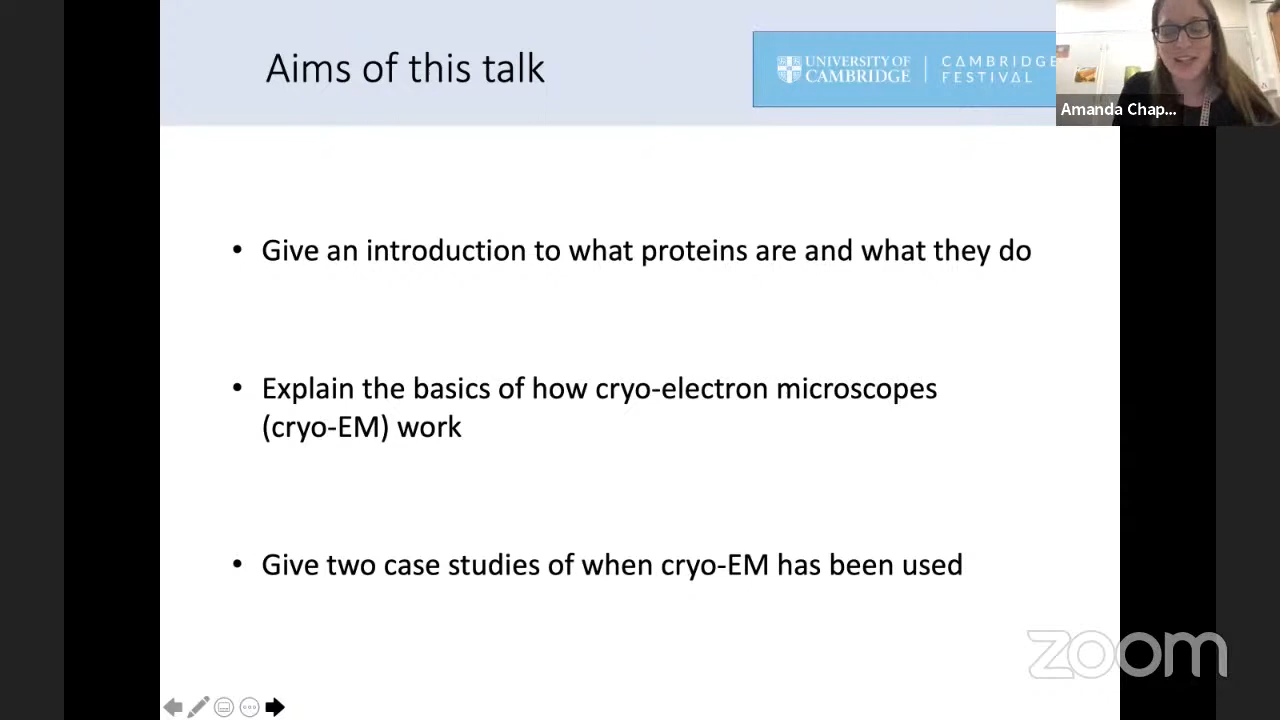 Aims of this talk
UNIVERSITY OF
CAMBRIDGE
CAMBRIDGE
FESTIVAL
Amanda Chap...
• Give an introduction to what proteins are and what they do
• Explain the basics of how cryo-electron microscopes
(cryo-EM) work
• Give two case studies of when cryo-EM has been used
zoom